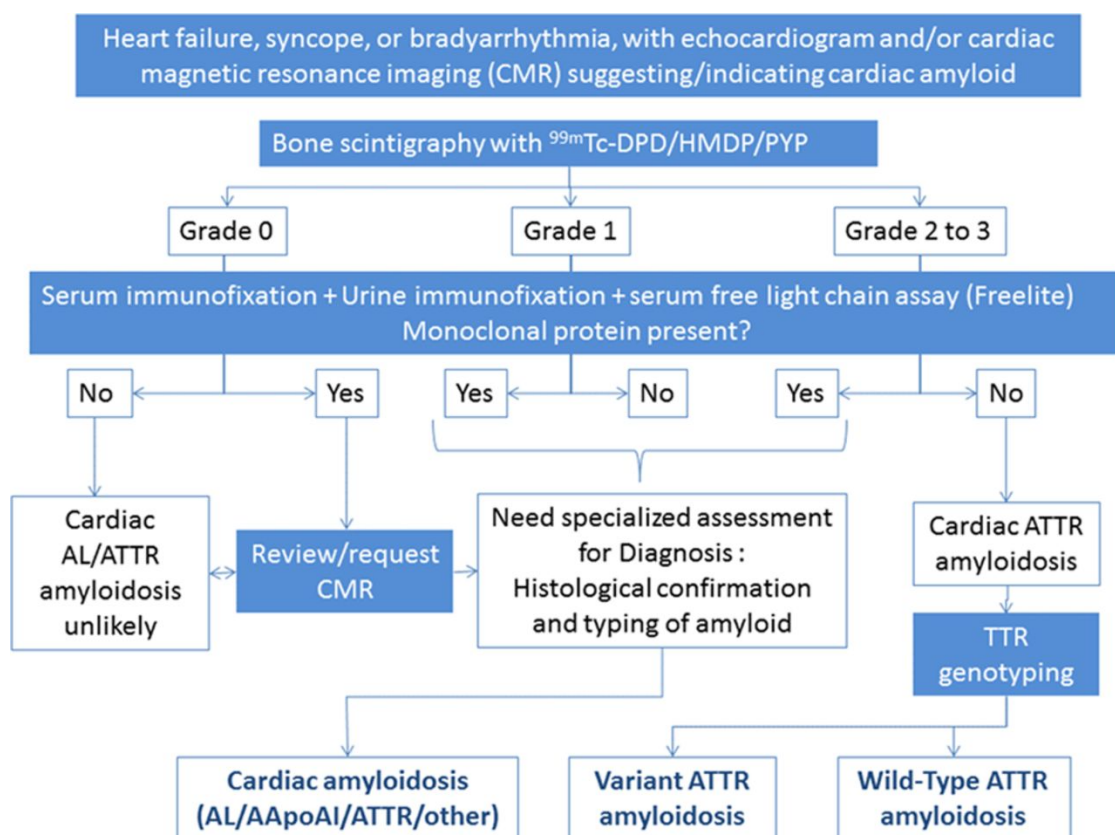 Heart failure, syncope, or bradyarrhythmia, with echocardiogram and/or cardiac
magnetic resonance imaging (CMR) suggesting/indicating cardiac amyloid
Bone scintigraphy with ⁹⁹ᵐTc-DPD/HMDP/PYP
Grade 0
Grade 1
Grade 2 to 3
Serum immunofixation + Urine immunofixation + serum free light chain assay (Freelite)
Monoclonal protein present?
No
Yes
Yes
No
Yes
No
Cardiac
AL/ATTR
amyloidosis
unlikely
Review/request
CMR
Need specialized assessment
for Diagnosis :
Histological confirmation
and typing of amyloid
Cardiac ATTR
amyloidosis
TTR
genotyping
Cardiac amyloidosis
(AL/AApoAI/ATTR/other)
Variant ATTR
amyloidosis
Wild-Type ATTR
amyloidosis